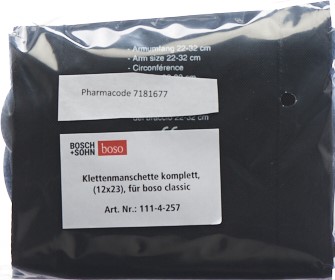 - Armumfang 22-32 cm
- Arm size 22-32 cm
- Circonférence
Pharmacode 7181677
BOSCH
+SOHN
boso
Klettenmanschette komplett,
(12x23), für boso classic
Art. Nr.: 111-4-257